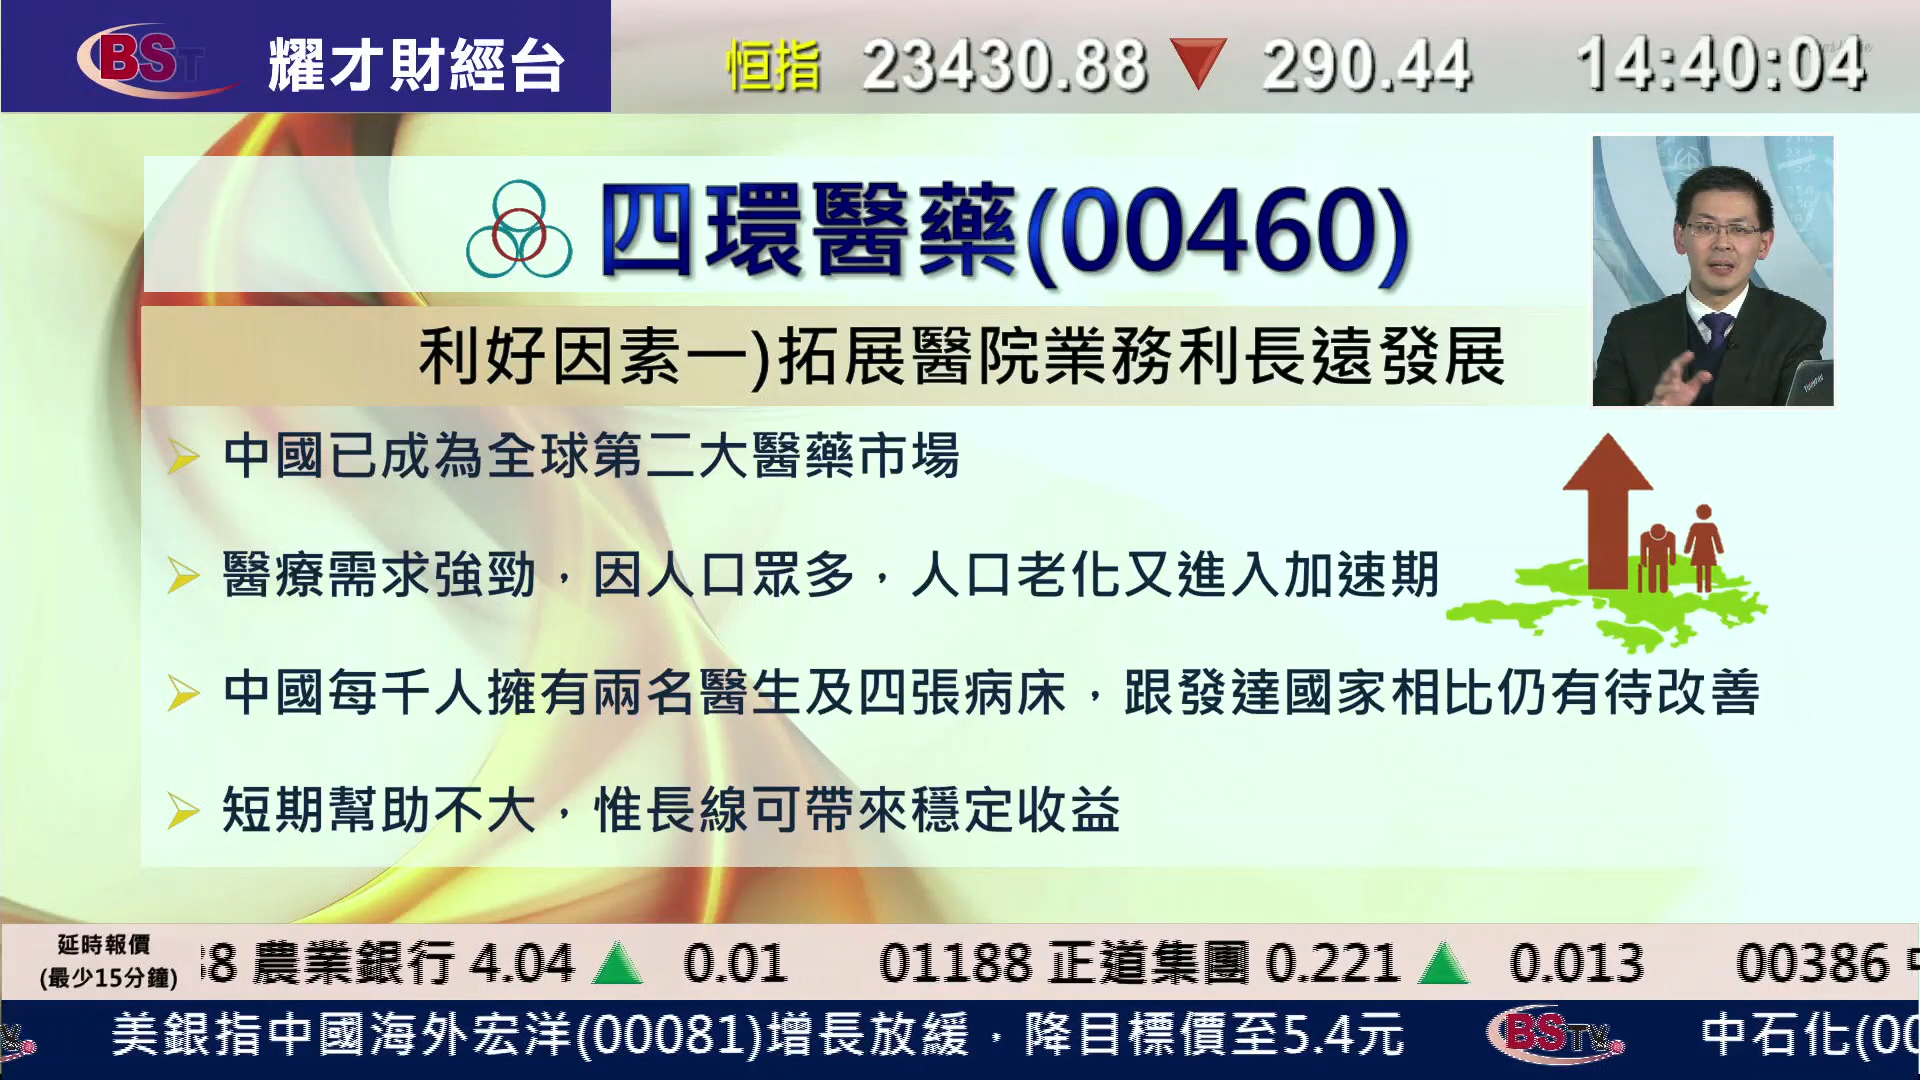 BST 耀才財經台
恒指 23430.88 ▼ 290.44 14:40:04
四環醫藥(00460)
利好因素一)拓展醫院業務利長遠發展
中國已成為全球第二大醫藥市場
醫療需求強勁，因人口眾多，人口老化又進入加速期
中國每千人擁有兩名醫生及四張病床，跟發達國家相比仍有待改善
短期幫助不大，惟長線可帶來穩定收益
延時報價
(最少15分鐘)
8 農業銀行 4.04 ▲ 0.01 01188 正道集團 0.221 ▲ 0.013 00386
美銀指中國海外宏洋(00081)增長放緩，降目標價至5.4元 BSTV 中石化(00